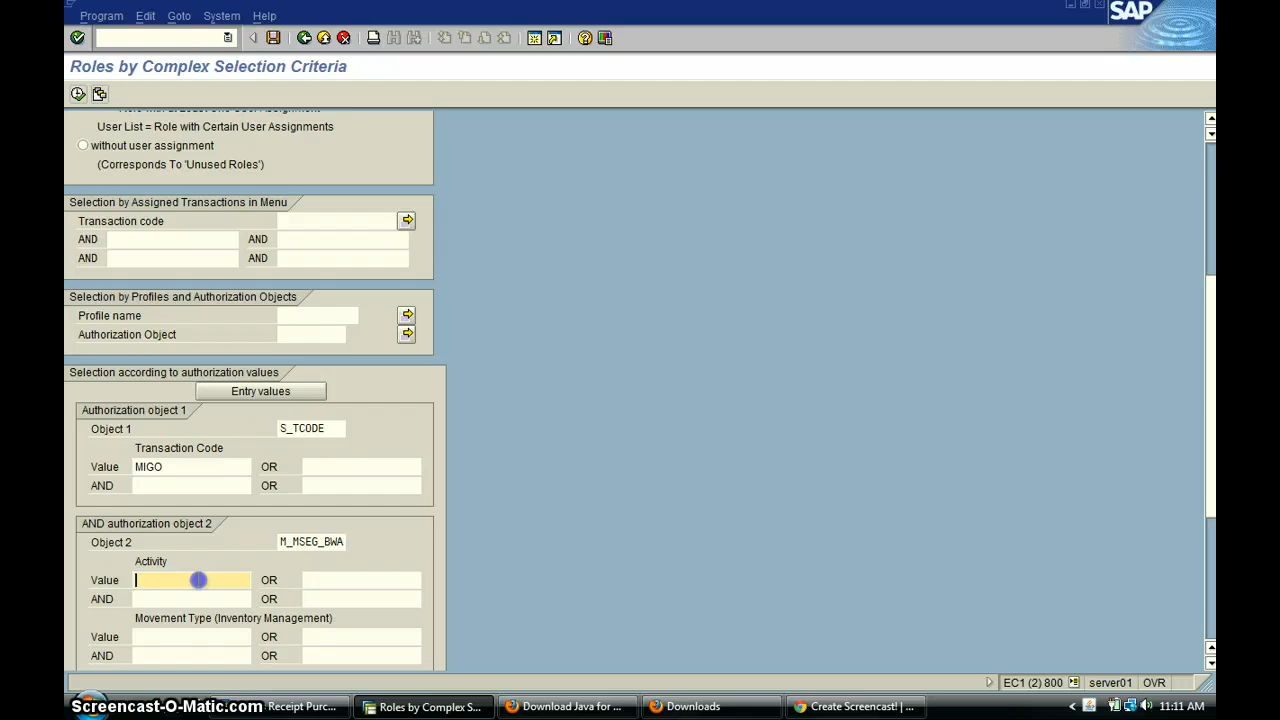 Program Edit Goto System Help
SAP
Roles by Complex Selection Criteria
User List = Role with Certain User Assignments
without user assignment
(Corresponds To 'Unused Roles')
Selection by Assigned Transactions in Menu
Transaction code
AND AND
AND AND
Selection by Profiles and Authorization Objects
Profile name
Authorization Object
Selection according to authorization values
Entry values
Authorization object 1
Object 1 S_TCODE
Transaction Code
Value MIGO OR
AND OR
AND authorization object 2
Object 2 M_MSEG_BWA
Activity
Value OR
AND OR
Movement Type (Inventory Management)
Value OR
AND OR
EC1 (2) 800 server01 OVR
Screencast-O-Matic.com Receipt Purc... Roles by Complex S... Download Java for ... Downloads Create Screencast! | ... 11:11 AM